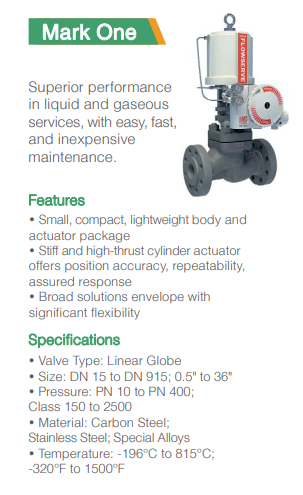 Mark One
FLOWSERVE
Superior performance
in liquid and gaseous
services, with easy, fast,
and inexpensive
maintenance.
Features
• Small, compact, lightweight body and
actuator package
• Stiff and high-thrust cylinder actuator
offers position accuracy, repeatability,
assured response
• Broad solutions envelope with
significant flexibility
Specifications
• Valve Type: Linear Globe
• Size: DN 15 to DN 915; 0.5" to 36"
• Pressure: PN 10 to PN 400;
Class 150 to 2500
• Material: Carbon Steel;
Stainless Steel; Special Alloys
• Temperature: -196°C to 815°C;
-320°F to 1500°F